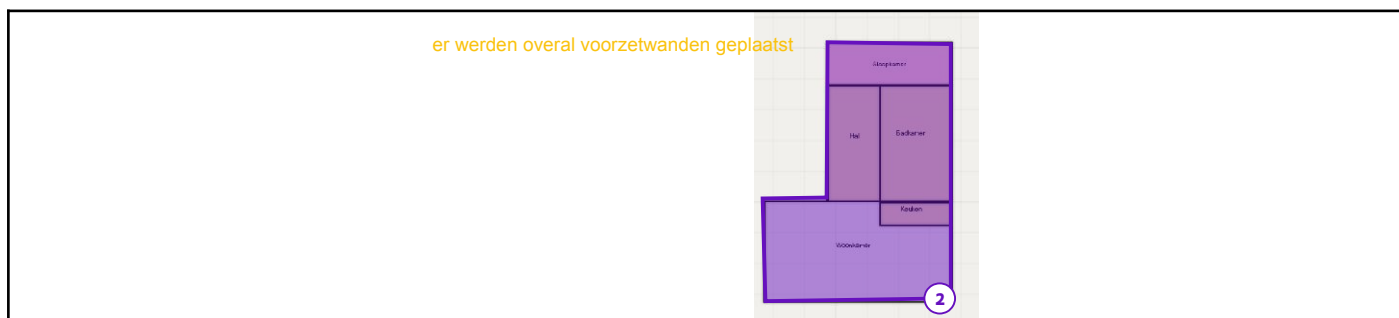 er werden overal voorzetwanden geplaatst
Slaapkamer
Hal
Badkamer
Keuken
Woonkamer
2